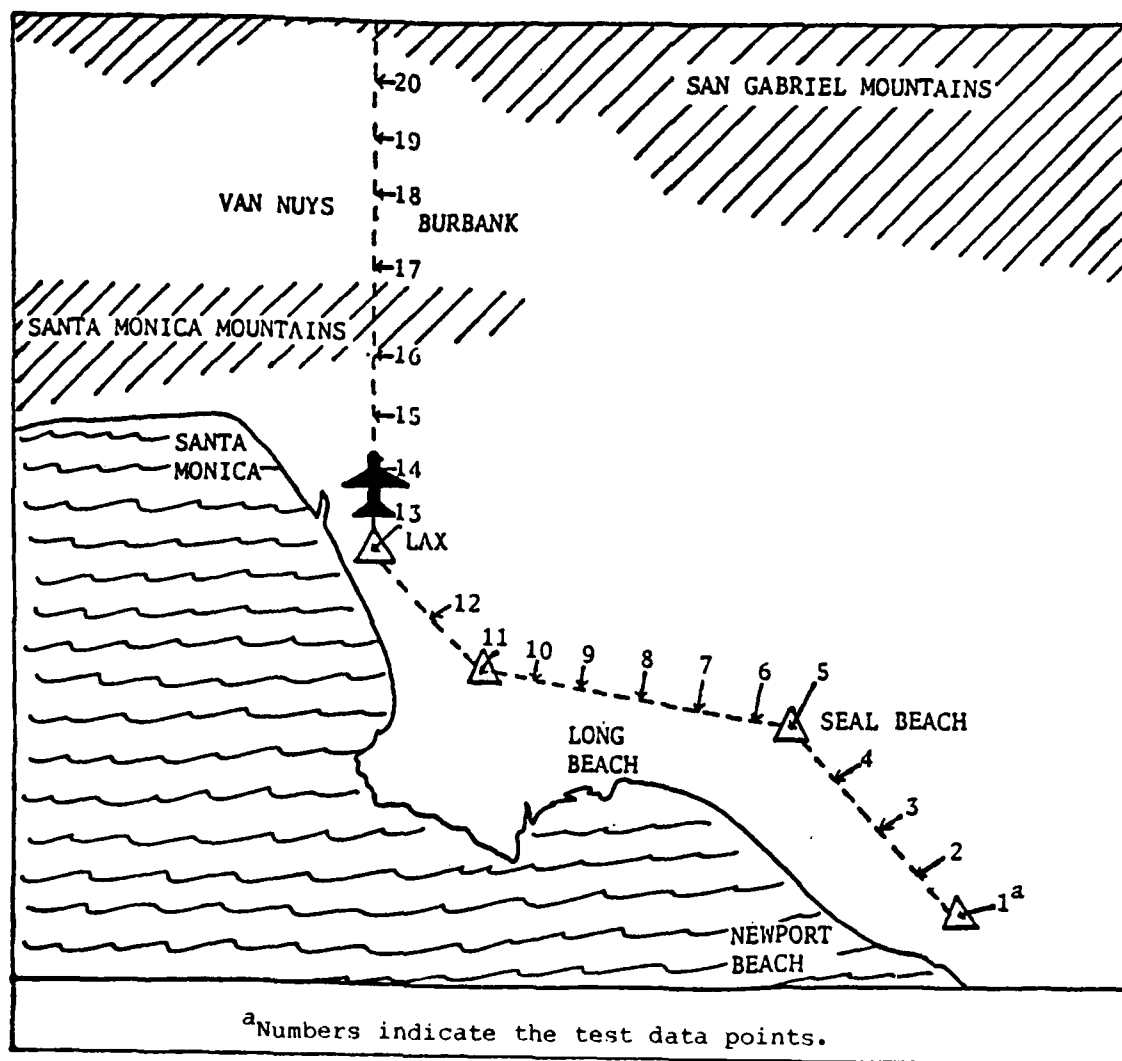 20
SAN GABRIEL MOUNTAINS
19
18
VAN NUYS
BURBANK
17
SANTA MONICA MOUNTAINS
16
15
SANTA
MONICA
14
13
LAX
12
11
10
9
8
7
6
5
SEAL BEACH
LONG
BEACH
4
3
2
1a
NEWPORT
BEACH
aNumbers indicate the test data points.